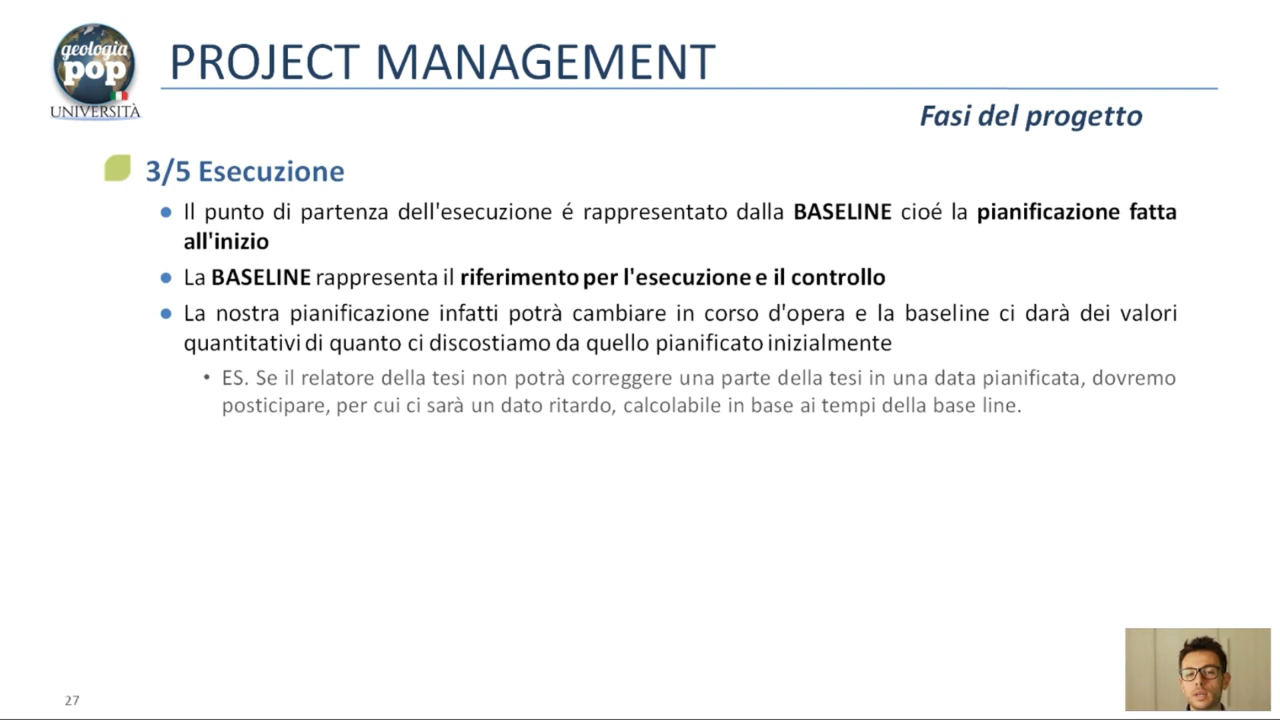 geologia
pop
UNIVERSITÀ
PROJECT MANAGEMENT
Fasi del progetto
3/5 Esecuzione
Il punto di partenza dell'esecuzione é rappresentato dalla BASELINE cioé la pianificazione fatta
all'inizio
La BASELINE rappresenta il riferimento per l'esecuzione e il controllo
La nostra pianificazione infatti potrà cambiare in corso d'opera e la baseline ci darà dei valori
quantitativi di quanto ci discostiamo da quello pianificato inizialmente
ES. Se il relatore della tesi non potrà correggere una parte della tesi in una data pianificata, dovremo
posticipare, per cui ci sarà un dato ritardo, calcolabile in base ai tempi della base line.
27